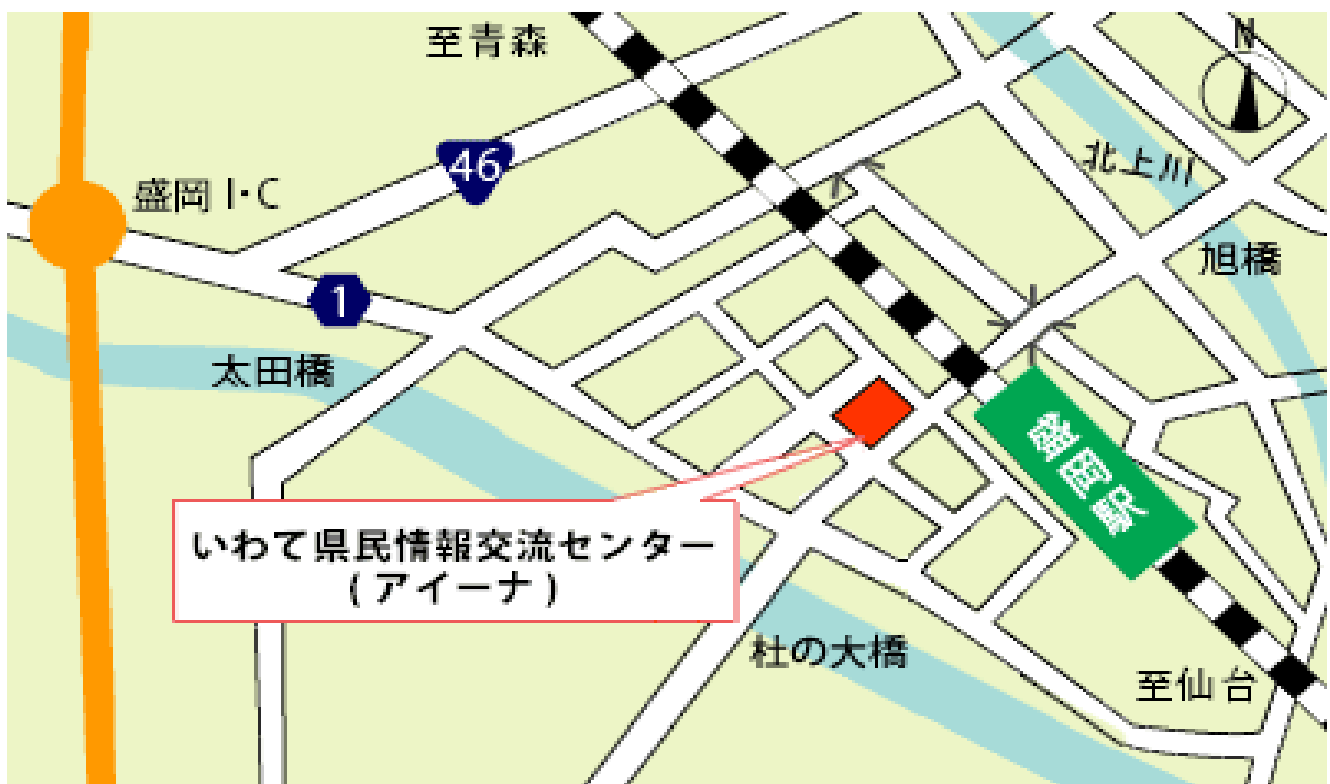 至青森
N
46
北上川
盛岡I・C
旭橋
1
太田橋
盛岡駅
いわて県民情報交流センター
(アイーナ)
杜の大橋
至仙台